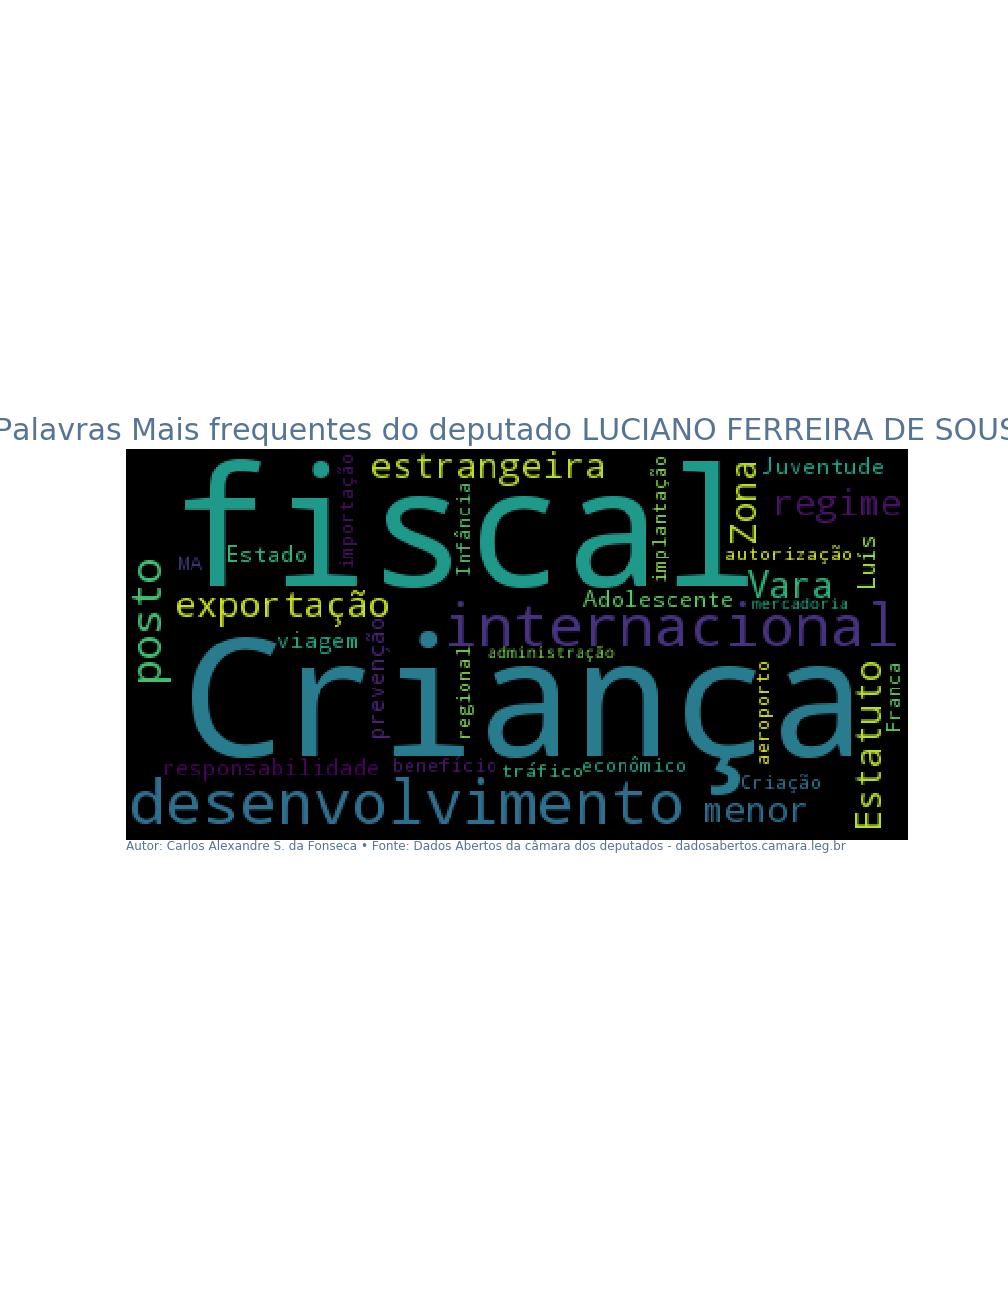 Palavras Mais frequentes do deputado LUCIANO FERREIRA DE SOUS
fiscal
importação
estrangeira
Infância
implantação
Zona
Juventude
regime
MA
Estado
autorização
Luís
posto
exportação
Adolescente
Vara
mercadoria
internacional
viagem
prevenção
regional
administração
Criança
aeroporto
Estatuto
Franca
responsabilidade
benefício
tráfico
econômico
Criação
desenvolvimento
menor
Autor: Carlos Alexandre S. da Fonseca • Fonte: Dados Abertos da câmara dos deputados - dadosabertos.camara.leg.br